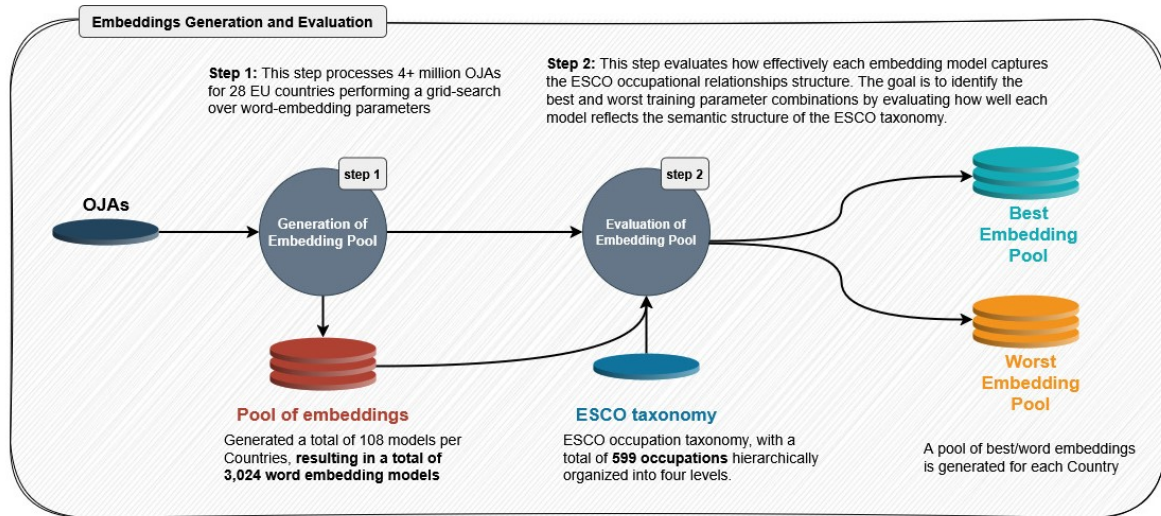 Embeddings Generation and Evaluation
Step 1: This step processes 4+ million OJAs
for 28 EU countries performing a grid-search
over word-embedding parameters
Step 2: This step evaluates how effectively each embedding model captures
the ESCO occupational relationships structure. The goal is to identify the
best and worst training parameter combinations by evaluating how well each
model reflects the semantic structure of the ESCO taxonomy.
OJAs
step 1
Generation of
Embedding Pool
step 2
Evaluation of
Embedding Pool
Best
Embedding
Pool
Worst
Embedding
Pool
Pool of embeddings
Generated a total of 108 models per
Countries, resulting in a total of
3,024 word embedding models
ESCO taxonomy
ESCO occupation taxonomy, with a
total of 599 occupations hierarchically
organized into four levels.
A pool of best/word embeddings
is generated for each Country